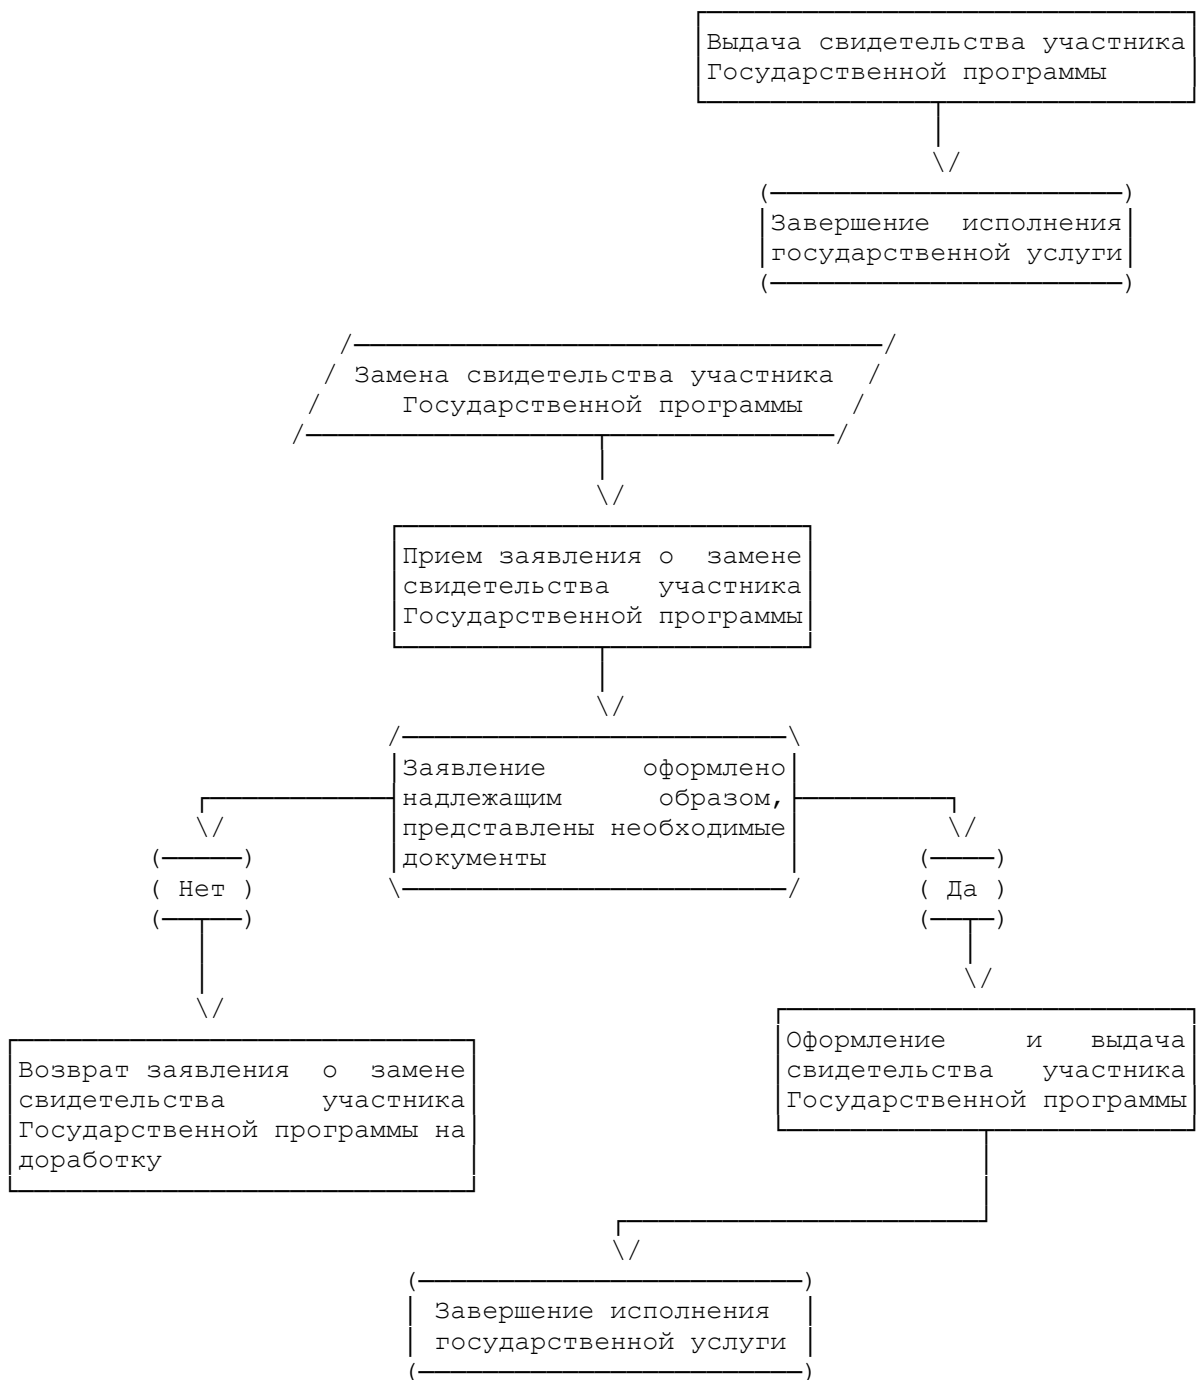 Выдача свидетельства участника
Государственной программы
Завершение исполнения
государственной услуги
Замена свидетельства участника
Государственной программы
Прием заявления о замене
свидетельства участника
Государственной программы
Заявление оформлено
надлежащим образом,
представлены необходимые
документы
Нет
Да
Возврат заявления о замене
свидетельства участника
Государственной программы на
доработку
Оформление и выдача
свидетельства участника
Государственной программы
Завершение исполнения
государственной услуги